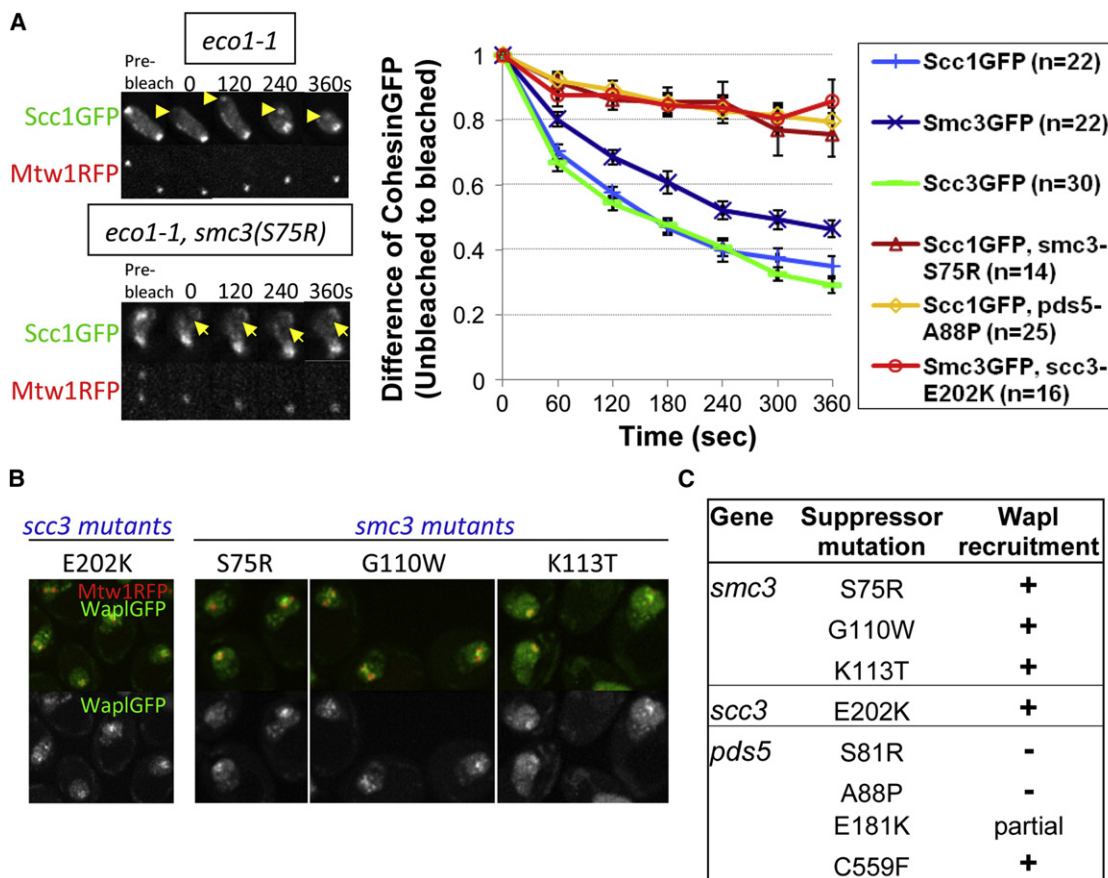 A
eco1-1
Pre-bleach 0 120 240 360s
Scc1GFP
Mtw1RFP
eco1-1, smc3(S75R)
Pre-bleach 0 120 240 360s
Scc1GFP
Mtw1RFP
Difference of CohesinGFP
(Unbleached to bleached)
1
0.8
0.6
0.4
0.2
0
0 60 120 180 240 300 360
Time (sec)
Scc1GFP (n=22)
Smc3GFP (n=22)
Scc3GFP (n=30)
Scc1GFP, smc3-
S75R (n=14)
Scc1GFP, pds5-
A88P (n=25)
Smc3GFP, scc3-
E202K (n=16)
B
scc3 mutants
smc3 mutants
E202K S75R G110W K113T
Mtw1RFP
WaplGFP
WaplGFP
C
Gene Suppressor mutation Wapl recruitment
smc3 S75R +
G110W +
K113T +
scc3 E202K +
pds5 S81R -
A88P -
E181K partial
C559F +